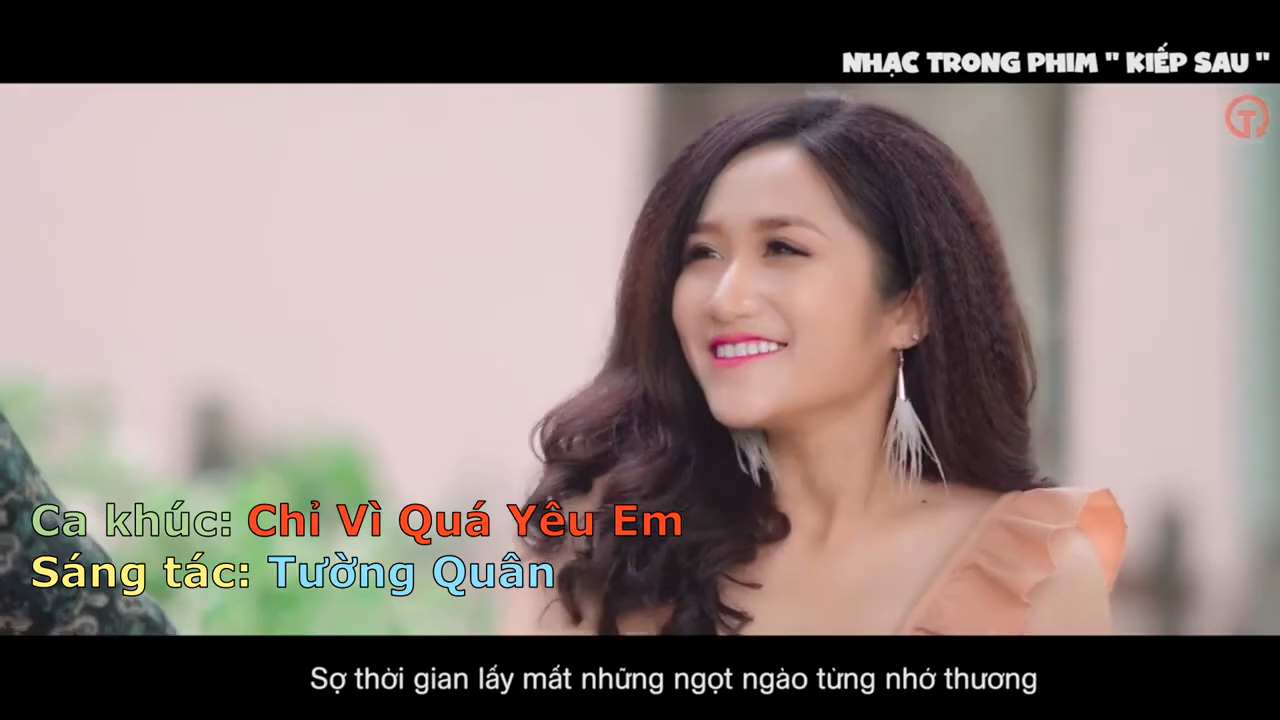 NHẠC TRONG PHIM " KIẾP SAU "
T
Ca khúc: Chỉ Vì Quá Yêu Em
Sáng tác: Tường Quân
Sợ thời gian lấy mất những ngọt ngào từng nhớ thương